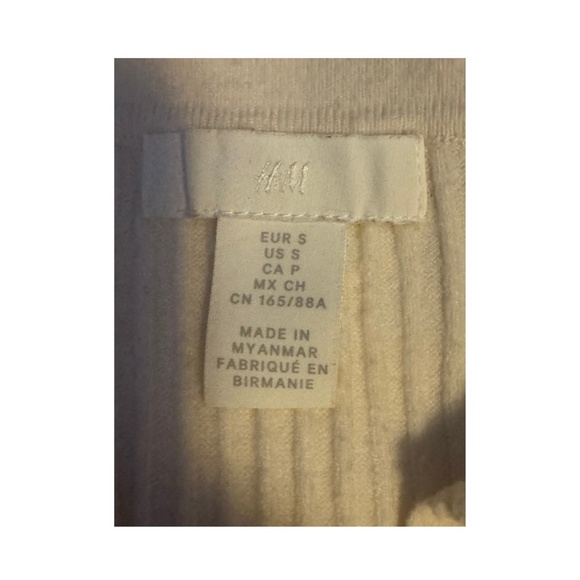 H&M
EUR S
US S
CA P
MX CH
CN 165/88A
MADE IN
MYANMAR
FABRIQUÉ EN
BIRMANIE